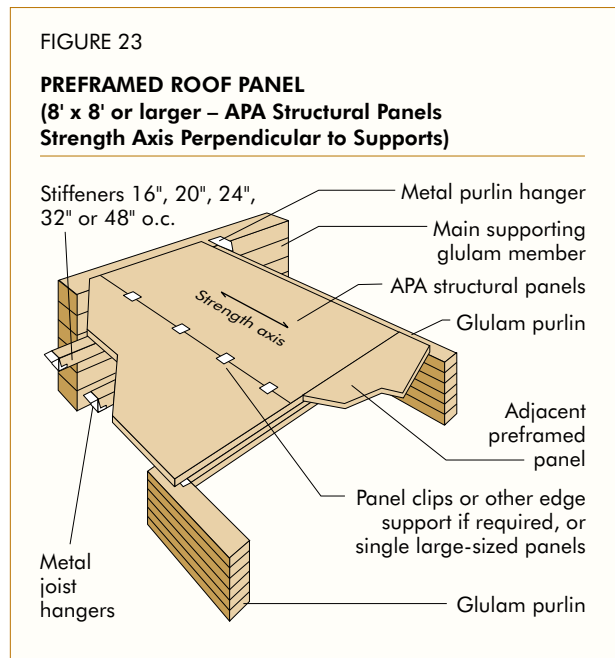 FIGURE 23
PREFRAMED ROOF PANEL
(8' x 8' or larger – APA Structural Panels
Strength Axis Perpendicular to Supports)
Stiffeners 16", 20", 24",
32" or 48" o.c.
Metal purlin hanger
Main supporting
glulam member
APA structural panels
Glulam purlin
Strength axis
Adjacent
preframed
panel
Panel clips or other edge
support if required, or
single large-sized panels
Metal
joist
hangers
Glulam purlin